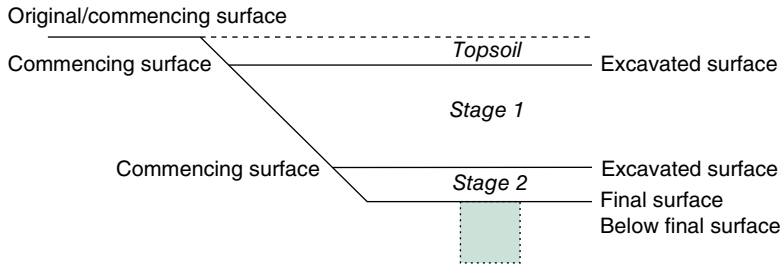 Original/commencing surface
Topsoil
Commencing surface
Excavated surface
Stage 1
Commencing surface
Excavated surface
Stage 2
Final surface
Below final surface